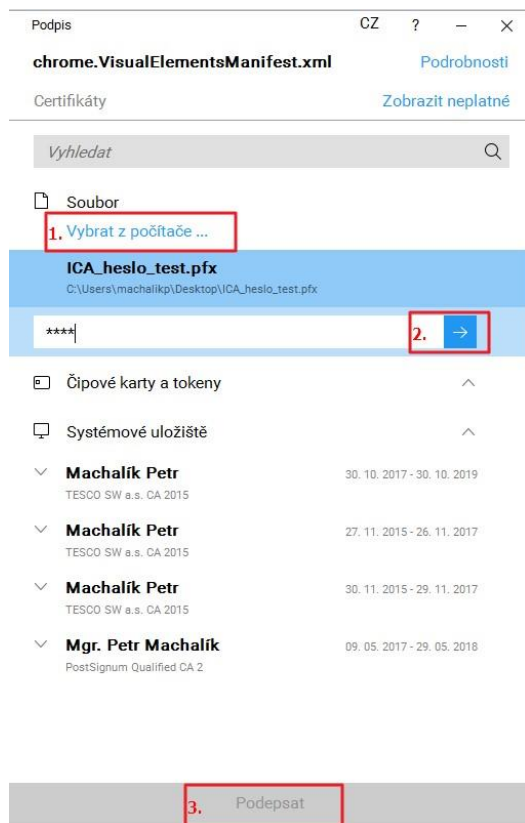 Podpis CZ ? – ×
chrome.VisualElementsManifest.xml Podrobnosti
Certifikáty Zobrazit neplatné
Vyhledat
Soubor
1. Vybrat z počítače ...
ICA_heslo_test.pfx
C:\Users\machalikp\Desktop\ICA_heslo_test.pfx
**** 2. →
Čipové karty a tokeny
Systémové uložiště
Machalík Petr 30. 10. 2017 - 30. 10. 2019
TESCO SW a.s. CA 2015
Machalík Petr 27. 11. 2015 - 26. 11. 2017
TESCO SW a.s. CA 2015
Machalík Petr 30. 11. 2015 - 29. 11. 2017
TESCO SW a.s. CA 2015
Mgr. Petr Machalík 09. 05. 2017 - 29. 05. 2018
PostSignum Qualified CA 2
3. Podepsat